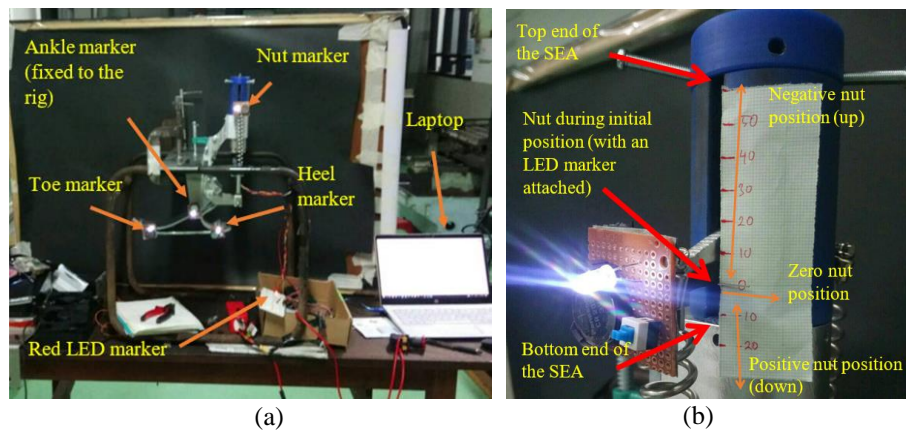 Ankle marker
(fixed to the
rig)
Nut marker
Laptop
Toe marker
Heel
marker
Red LED marker
(a)
Top end of
the SEA
Negative nut
position (up)
Nut during initial
position (with an
LED marker
attached)
50
40
30
20
10
0
10
20
Zero nut
position
Bottom end of
the SEA
Positive nut position
(down)
(b)